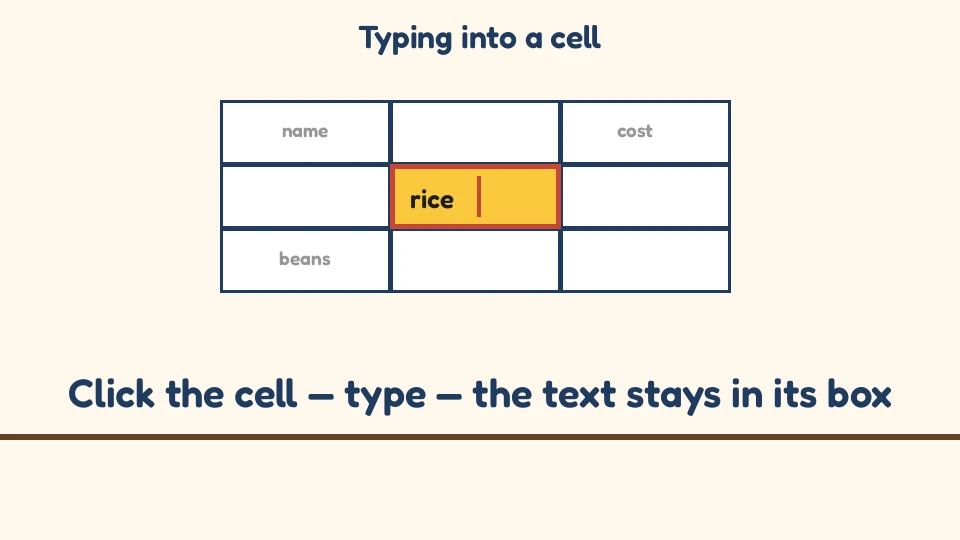 Typing into a cell
name cost
rice
beans
Click the cell – type – the text stays in its box